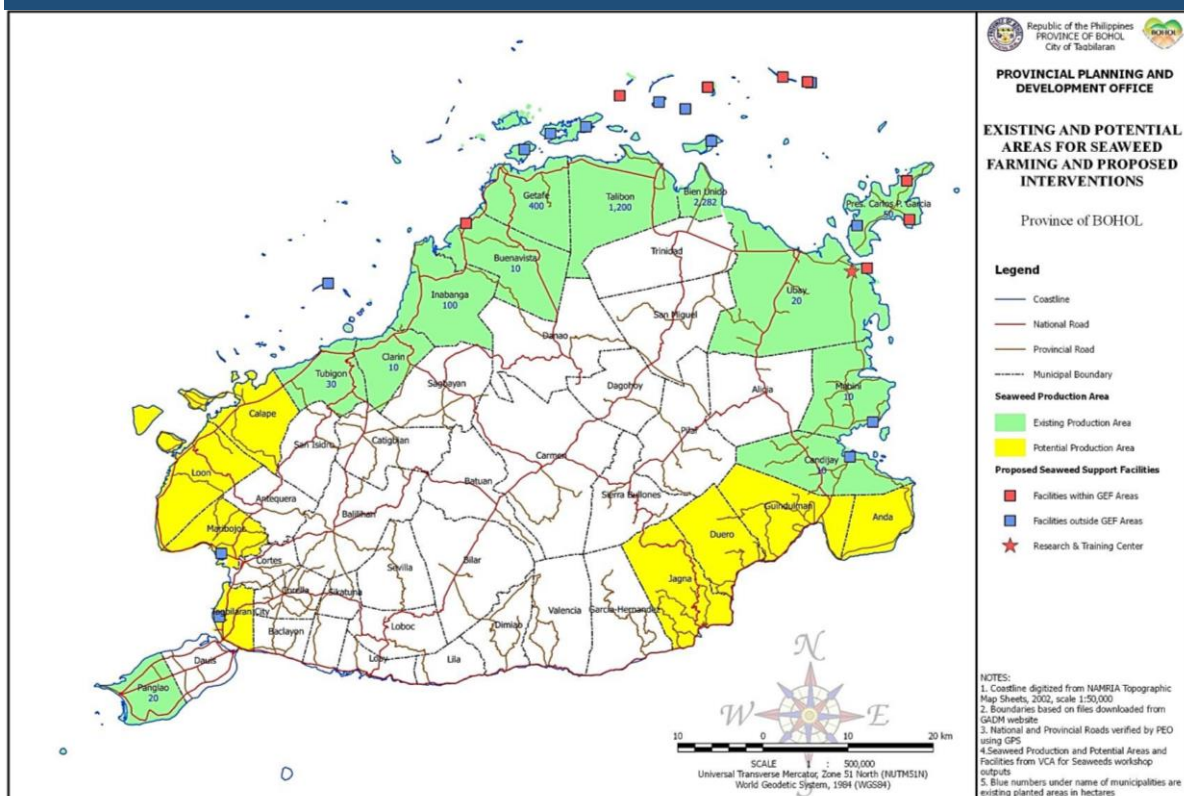 Republic of the Philippines
PROVINCE OF BOHOL
City of Tagbilaran
BOHOL
PROVINCIAL PLANNING AND
DEVELOPMENT OFFICE
EXISTING AND POTENTIAL
AREAS FOR SEAWEED
FARMING AND PROPOSED
INTERVENTIONS
Province of BOHOL
Legend
Coastline
National Road
Provincial Road
Municipal Boundary
Seaweed Production Area
Existing Production Area
Potential Production Area
Proposed Seaweed Support Facilities
Facilities within GEF Areas
Facilities outside GEF Areas
Research & Training Center
NOTES:
1. Coastline digitized from NAMRIA Topographic
Map Sheets, 2002, scale 1:50,000
2. Boundaries based on files downloaded from
GADM website
3. National and Provincial Roads verified by PEO
using GPS
4.Seaweed Production and Potential Areas and
Facilities from VCA for Seaweeds workshop
outputs
5. Blue numbers under name of municipalities are
existing planted areas in hectares
Getafe
400
Talibon
1,200
Bien Unido
2,282
Pres. Carlos P. Garcia
50
Trinidad
Buenavista
10
Inabanga
100
Ubay
20
San Miguel
Danao
Clarin
10
Tubigon
30
Sagbayan
Dagohoy
Alicia
Mabini
10
Calape
San Isidro
Catigbian
Pilar
Carmen
Candijay
10
Loon
Antequera
Batuan
Sierra Bullones
Balilihan
Guindulman
Anda
Maribojoc
Duero
Cortes
Sevilla
Bilar
Jagna
Corella
Sikatuna
Tagbilaran City
Valencia
Garcia-Hernandez
Baclayon
Loboc
Dimiao
Loay
Lila
Dauis
Panglao
20
N
W
E
10 0 10 20 km
SCALE 1 : 500,000
Universal Transverse Mercator, Zone 51 North (NUTM51N)
World Geodetic System, 1984 (WGS84)